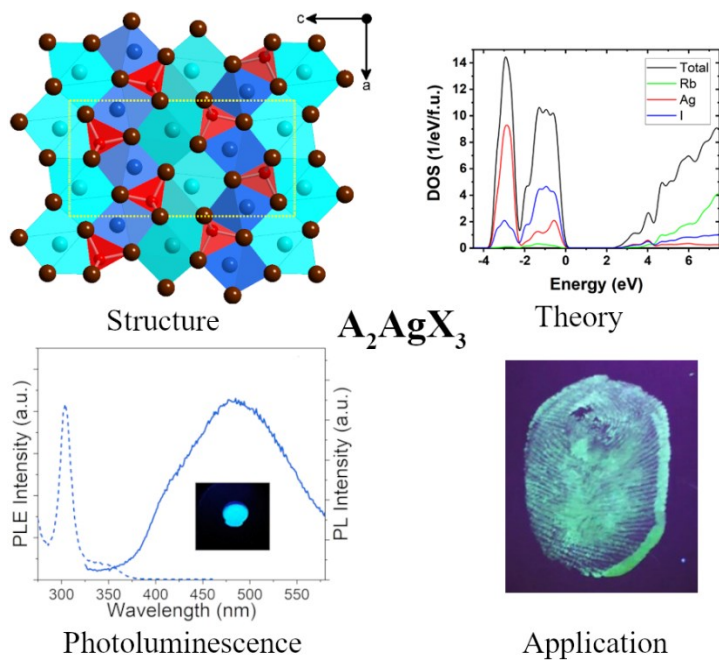 c
a
Structure
DOS (1/eV/f.u.)
14
12
10
8
6
4
2
0
-4 -2 0 2 4 6
Energy (eV)
Total
Rb
Ag
I
Theory
A₂AgX₃
PLE Intensity (a.u.)
PL Intensity (a.u.)
300 350 400 450 500 550
Wavelength (nm)
Photoluminescence
Application